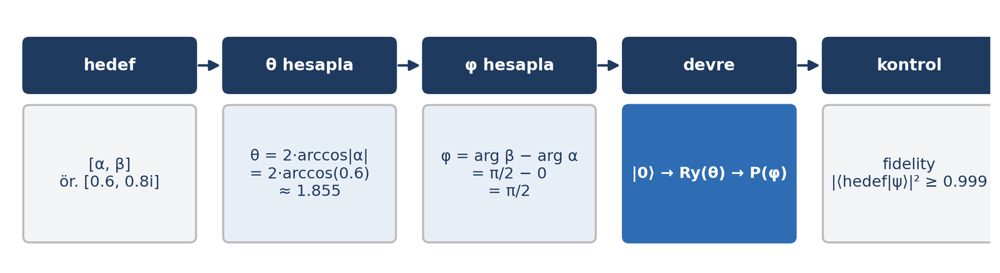 hedef
θ hesapla
φ hesapla
devre
kontrol
[α, β]
ör. [0.6, 0.8i]
θ = 2·arccos|α|
= 2·arccos(0.6)
≈ 1.855
φ = arg β − arg α
= π/2 − 0
= π/2
|0⟩ → Ry(θ) → P(φ)
fidelity
|⟨hedef|ψ⟩|² ≥ 0.999